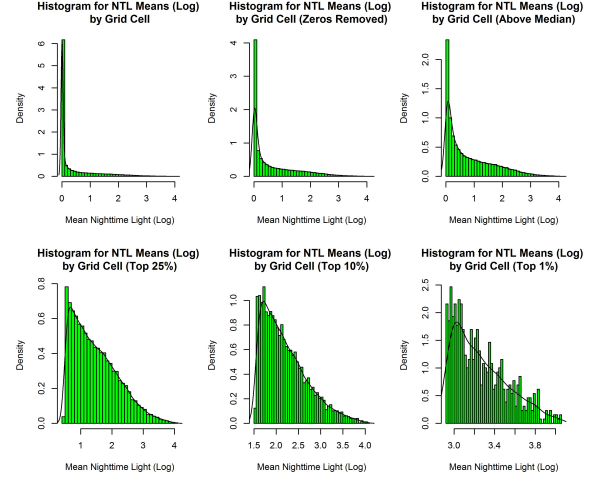 Histogram for NTL Means (Log)
by Grid Cell
Density
0 1 2 3 4 5 6
0 1 2 3 4
Mean Nighttime Light (Log)
Histogram for NTL Means (Log)
by Grid Cell (Zeros Removed)
Density
0 1 2 3 4
0 1 2 3 4
Mean Nighttime Light (Log)
Histogram for NTL Means (Log)
by Grid Cell (Above Median)
Density
0.0 0.5 1.0 1.5 2.0
0 1 2 3 4
Mean Nighttime Light (Log)
Histogram for NTL Means (Log)
by Grid Cell (Top 25%)
Density
0.0 0.2 0.4 0.6 0.8
1 2 3 4
Mean Nighttime Light (Log)
Histogram for NTL Means (Log)
by Grid Cell (Top 10%)
Density
0.0 0.2 0.4 0.6 0.8 1.0
1.5 2.0 2.5 3.0 3.5 4.0
Mean Nighttime Light (Log)
Histogram for NTL Means (Log)
by Grid Cell (Top 1%)
Density
0.0 0.5 1.0 1.5 2.0 2.5
3.0 3.4 3.8
Mean Nighttime Light (Log)